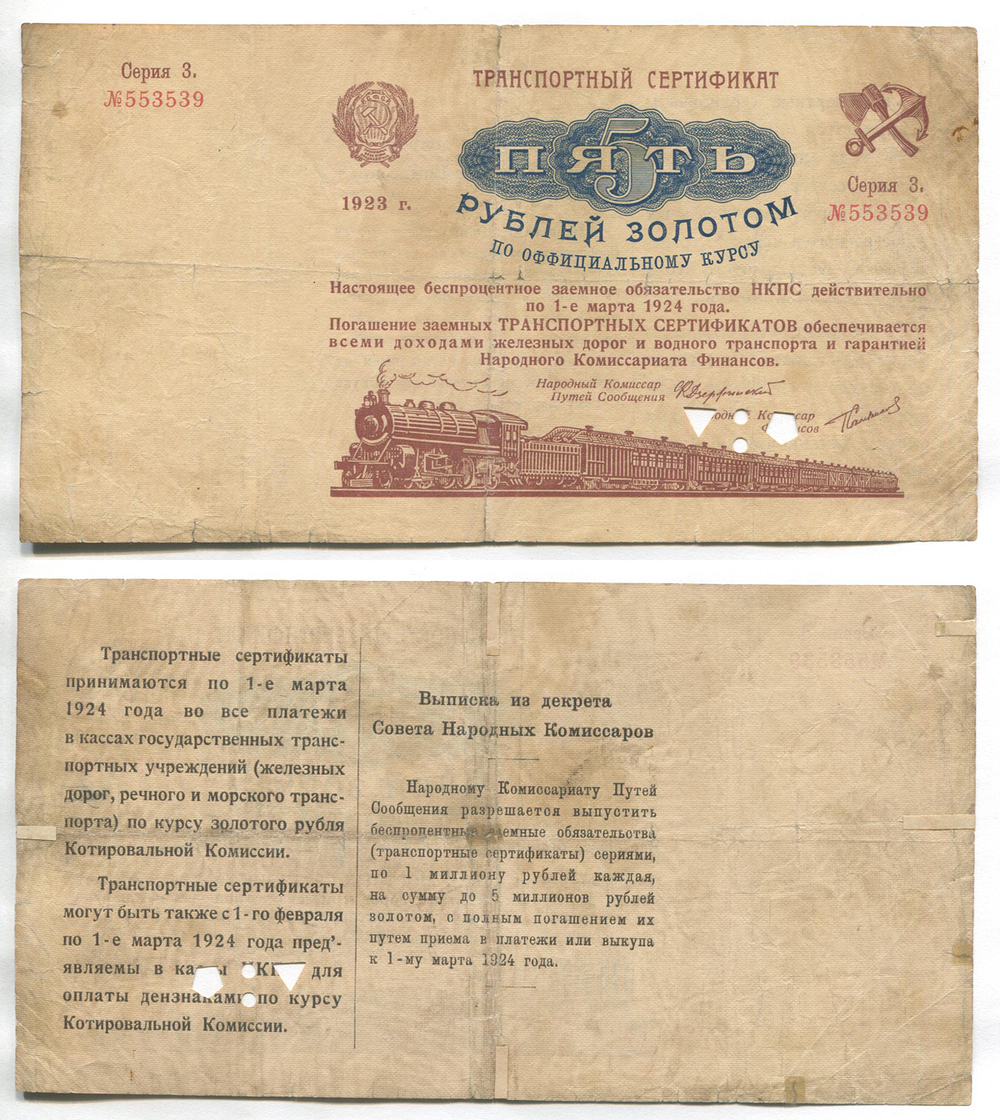 Серия 3.
№553539
ТРАНСПОРТНЫЙ СЕРТИФИКАТ
5
ПЯТЬ
РУБЛЕЙ ЗОЛОТОМ
ПО ОФФИЦИАЛЬНОМУ КУРСУ
1923 г.
Серия 3.
№553539
Настоящее беспроцентное заемное обязательство НКПС действительно
по 1-е марта 1924 года.
Погашение заемных ТРАНСПОРТНЫХ СЕРТИФИКАТОВ обеспечивается
всеми доходами железных дорог и водного транспорта и гарантией
Народного Комиссариата Финансов.
Народный Комиссар
Путей Сообщения
Транспортные сертификаты
принимаются по 1-е марта
1924 года во все платежи
в кассах государственных транс-
портных учреждений (железных
дорог, речного и морского транс-
порта) по курсу золотого рубля
Котировальной Комиссии.
Транспортные сертификаты
могут быть также с 1-го февраля
по 1-е марта 1924 года пред'-
являемы в для
оплаты дензнаками по курсу
Котировальной Комиссии.
Выписка из декрета
Совета Народных Комиссаров
Народному Комиссариату Путей
Сообщения разрешается выпустить
обязательства
(транспортные сертификаты) сериями,
по 1 миллиону рублей каждая,
на сумму до 5 миллионов рублей
золотом, с полным погашением их
путем приема в платежи или выкупа
к 1-му марта 1924 года.